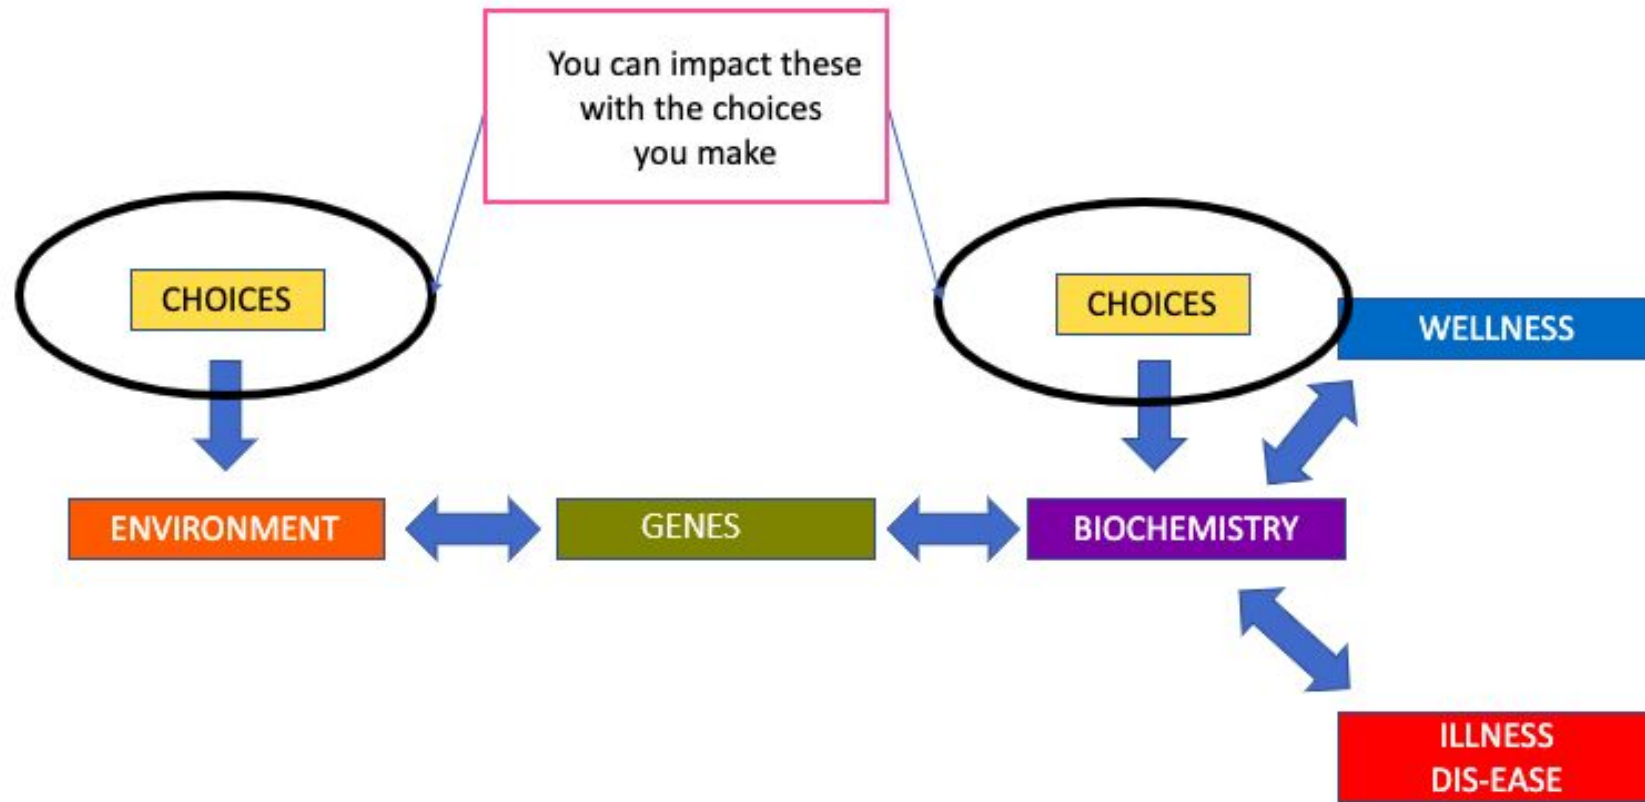 You can impact these
with the choices
you make
CHOICES
CHOICES
WELLNESS
ENVIRONMENT
GENES
BIOCHEMISTRY
ILLNESS
DIS-EASE